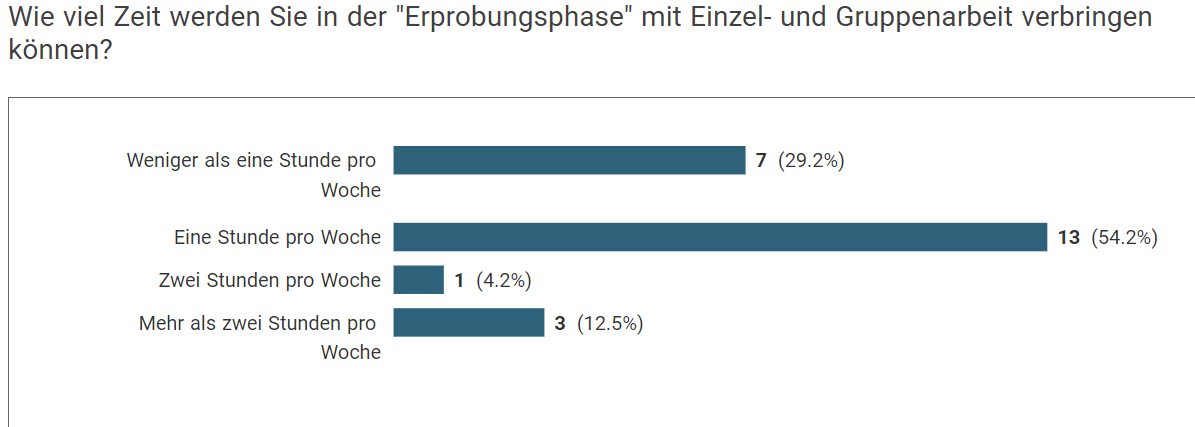 Wie viel Zeit werden Sie in der "Erprobungsphase" mit Einzel- und Gruppenarbeit verbringen
können?
Weniger als eine Stunde pro
Woche
7 (29.2%)
Eine Stunde pro Woche
13 (54.2%)
Zwei Stunden pro Woche
1 (4.2%)
Mehr als zwei Stunden pro
Woche
3 (12.5%)